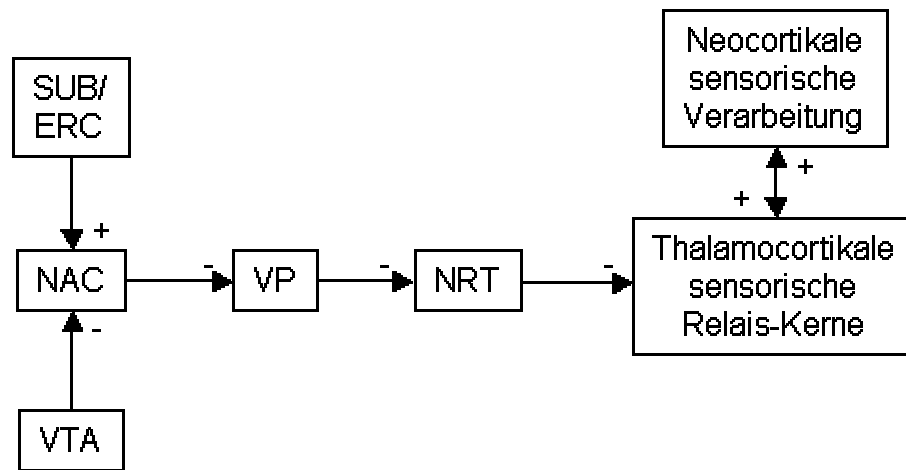 Neocortikale
sensorische
Verarbeitung
SUB/
ERC
+
+
+
NAC
-
VP
-
NRT
-
Thalamocortikale
sensorische
Relais-Kerne
-
VTA